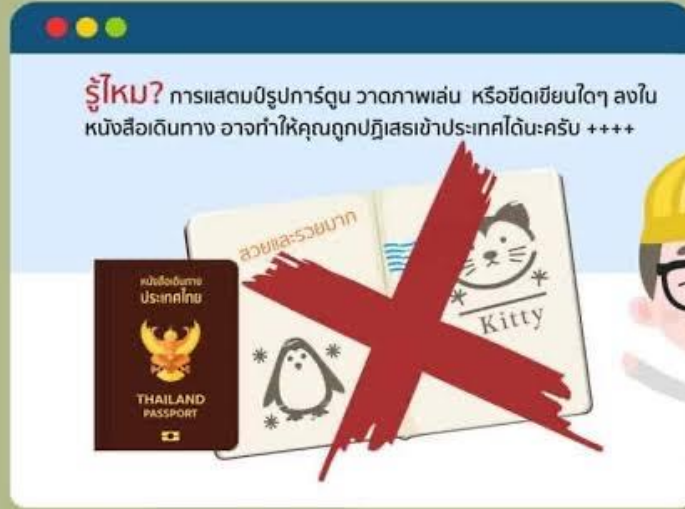 รู้ไหม? การแสตมป์รูปการ์ตูน วาดภาพเล่น หรือขีดเขียนใดๆ ลงใน
หนังสือเดินทาง อาจทำให้คุณถูกปฏิเสธเข้าประเทศได้นะครับ ++++
สวยและรวยมาก
Kitty
หนังสือเดินทาง
ประเทศไทย
THAILAND
PASSPORT